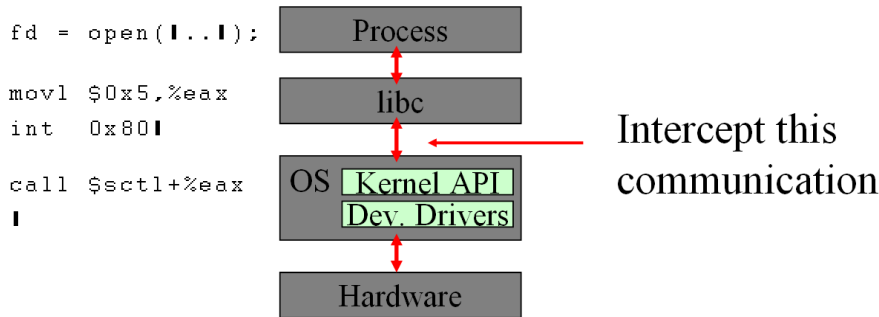 fd = open(▮..▮);
movl $0x5,%eax
int 0x80▮
call $sctl+%eax
▮
Process
libc
OS
Kernel API
Dev. Drivers
Hardware
Intercept this
communication